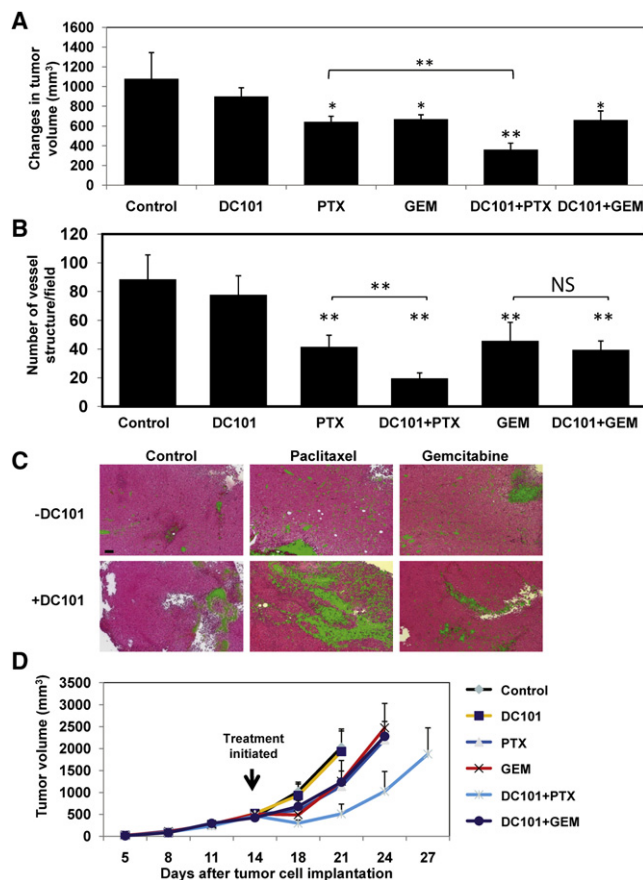 A
Changes in tumor
volume (mm³)
1600
1400
1200
1000
800
600
400
200
0
**
*
*
**
*
Control DC101 PTX GEM DC101+PTX DC101+GEM
B
Number of vessel
structure/field
120
100
80
60
40
20
0
**
NS
**
**
**
**
Control DC101 PTX DC101+PTX GEM DC101+GEM
C
Control Paclitaxel Gemcitabine
-DC101
+DC101
D
Tumor volume (mm³)
3500
3000
2500
2000
1500
1000
500
0
Treatment
initiated
5 8 11 14 18 21 24 27
Days after tumor cell implantation
Control
DC101
PTX
GEM
DC101+PTX
DC101+GEM